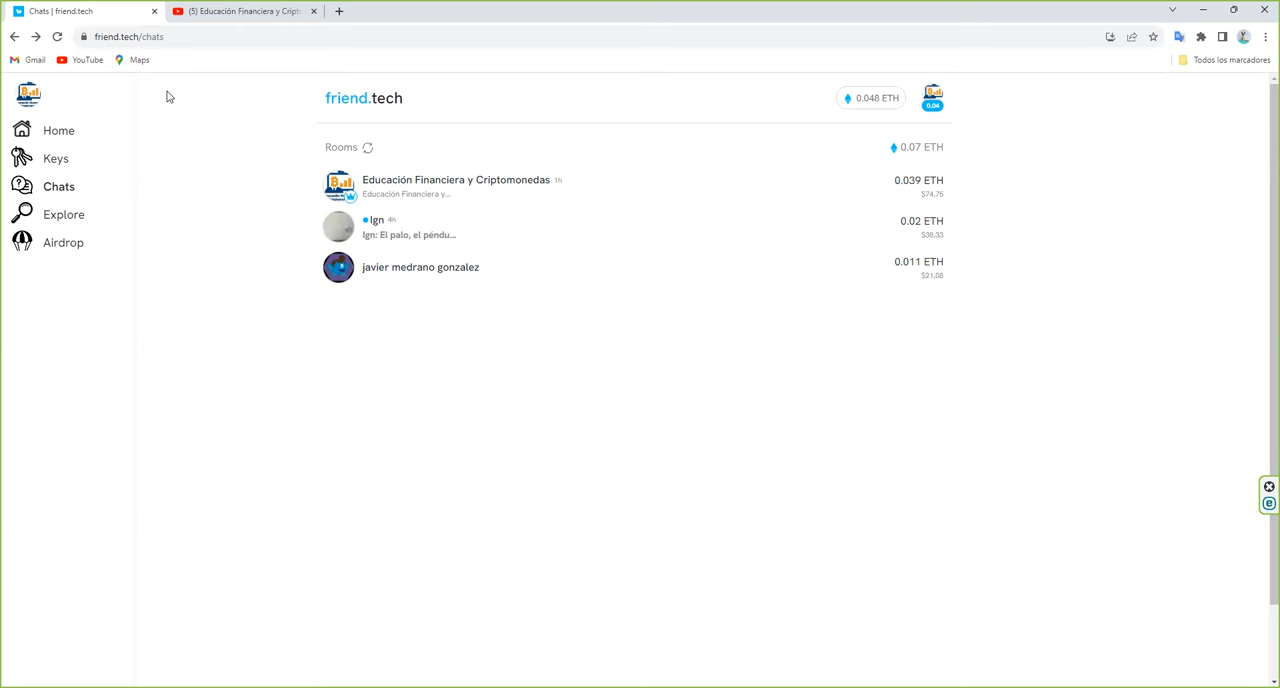 Chats | friend.tech
(5) Educación Financiera y Cripto
friend.tech/chats
Gmail
YouTube
Maps
Todos los marcadores
Home
Keys
Chats
Explore
Airdrop
friend.tech
0.048 ETH
0.04
Rooms
0.07 ETH
Educación Financiera y Criptomonedas 1h
Educación Financiera y...
0.039 ETH
$74,75
Ign 4h
Ign: El palo, el péndu...
0.02 ETH
$38,33
javier medrano gonzalez
0.011 ETH
$21,08